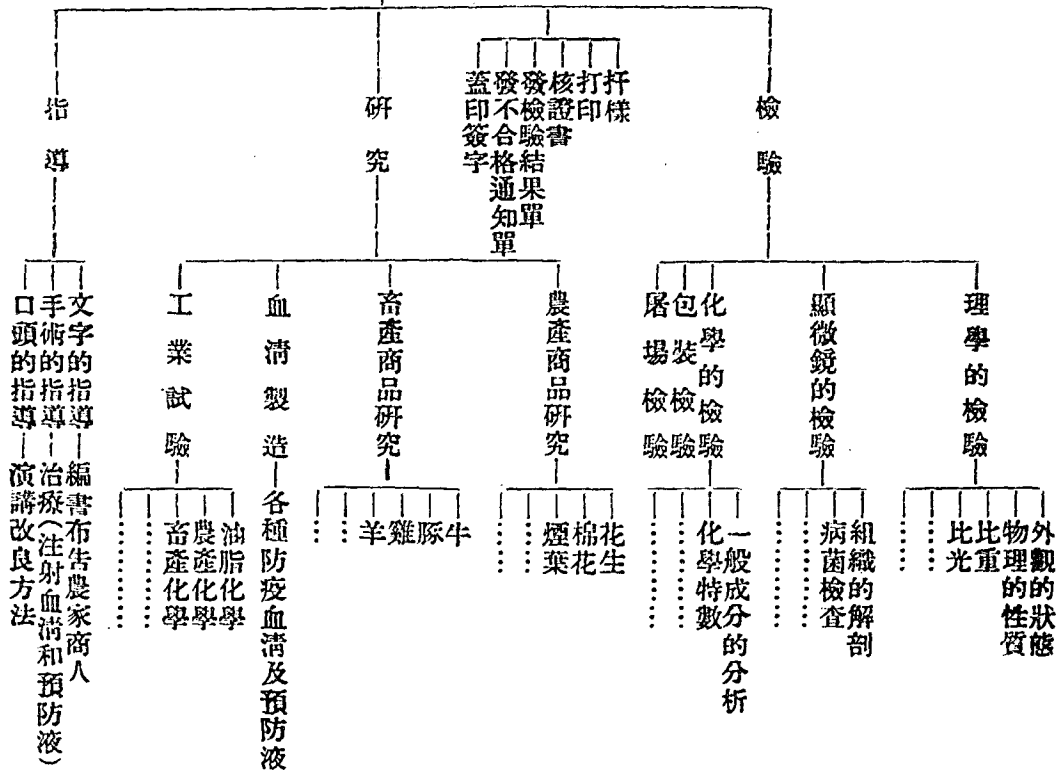 檢驗
理學的檢驗
外觀的狀態
物理的性質
比重
比光
……
……
顯微鏡的檢驗
組織的解剖
病菌檢查
……
……
化學的檢驗
一般成分的分析
化學特數
……
……
包裝檢驗
屠場檢驗
扦樣
打印
核證書
發檢驗結果單
發不合格通知單
蓋印簽字
研究
農產商品研究
花生
棉花
煙葉
……
……
畜產商品研究
牛
豚
雞
羊
……
……
血清製造—各種防疫血清及預防液
工業試驗
油脂化學
農產化學
畜產化學
……
……
指導
文字的指導—編書布告農家商人
手術的指導—治療(注射血清和預防液)
口頭的指導—演講改良方法